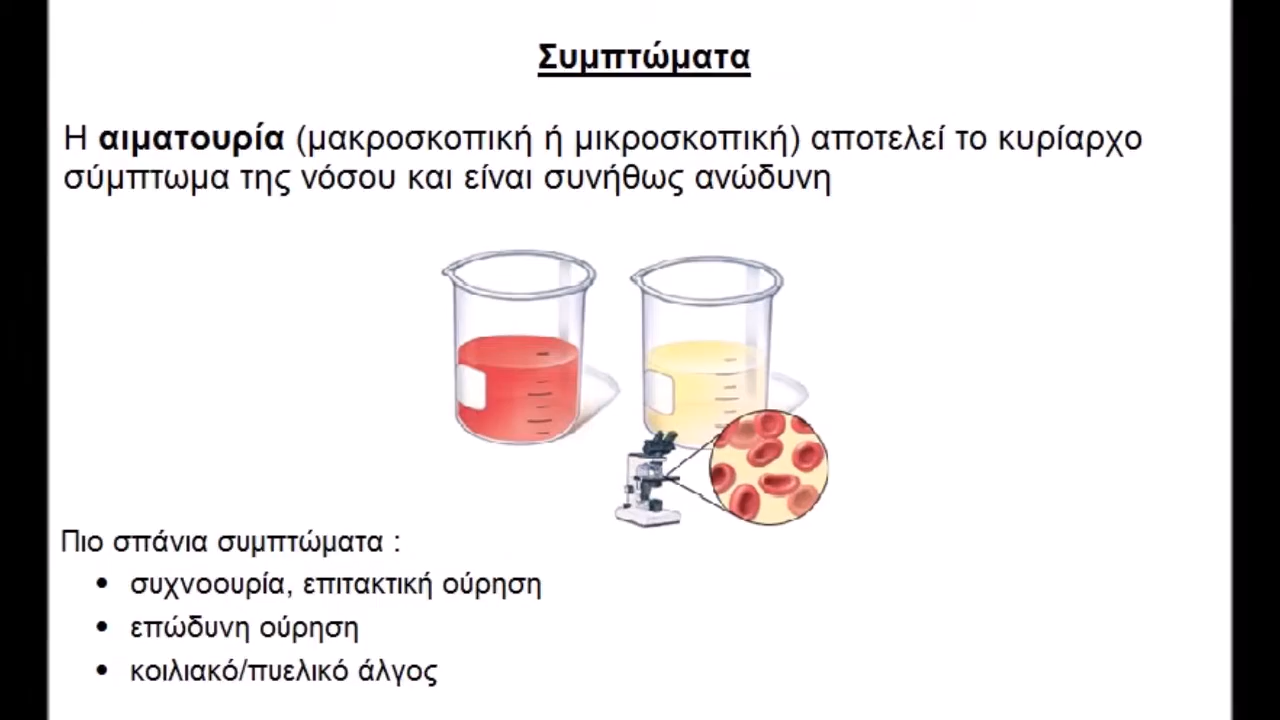 Συμπτώματα
Η αιματουρία (μακροσκοπική ή μικροσκοπική) αποτελεί το κυρίαρχο
σύμπτωμα της νόσου και είναι συνήθως ανώδυνη
Πιο σπάνια συμπτώματα :
• συχνοουρία, επιτακτική ούρηση
• επώδυνη ούρηση
• κοιλιακό/πυελικό άλγος